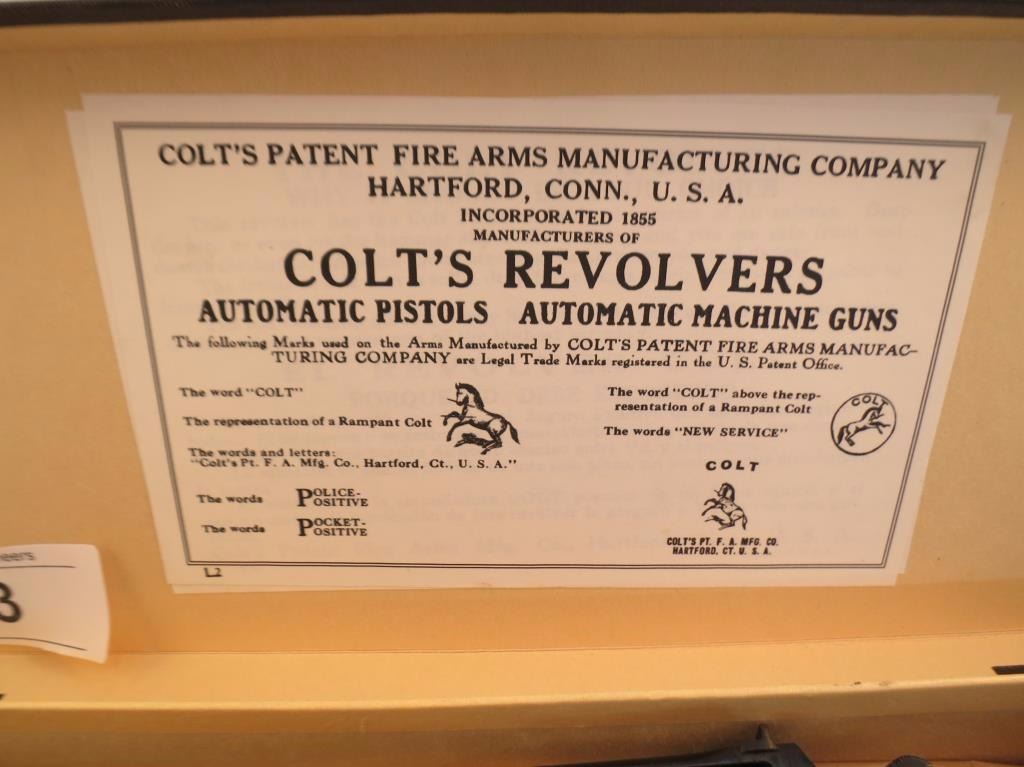 COLT'S PATENT FIRE ARMS MANUFACTURING COMPANY
HARTFORD, CONN., U. S. A.
INCORPORATED 1855
MANUFACTURERS OF
COLT'S REVOLVERS
AUTOMATIC PISTOLS AUTOMATIC MACHINE GUNS
The following Marks used on the Arms Manufactured by COLT'S PATENT FIRE ARMS MANUFAC-
TURING COMPANY are Legal Trade Marks registered in the U. S. Patent Office.
The word "COLT"
The representation of a Rampant Colt
The words and letters:
"Colt's Pt. F. A. Mfg. Co., Hartford, Ct., U. S. A."
The words POLICE-POSITIVE
The words POCKET-POSITIVE
The word "COLT" above the rep-
resentation of a Rampant Colt
The words "NEW SERVICE"
COLT
COLT
COLT'S PT. F. A. MFG. CO.
HARTFORD, CT. U. S. A.
L2
eers
3